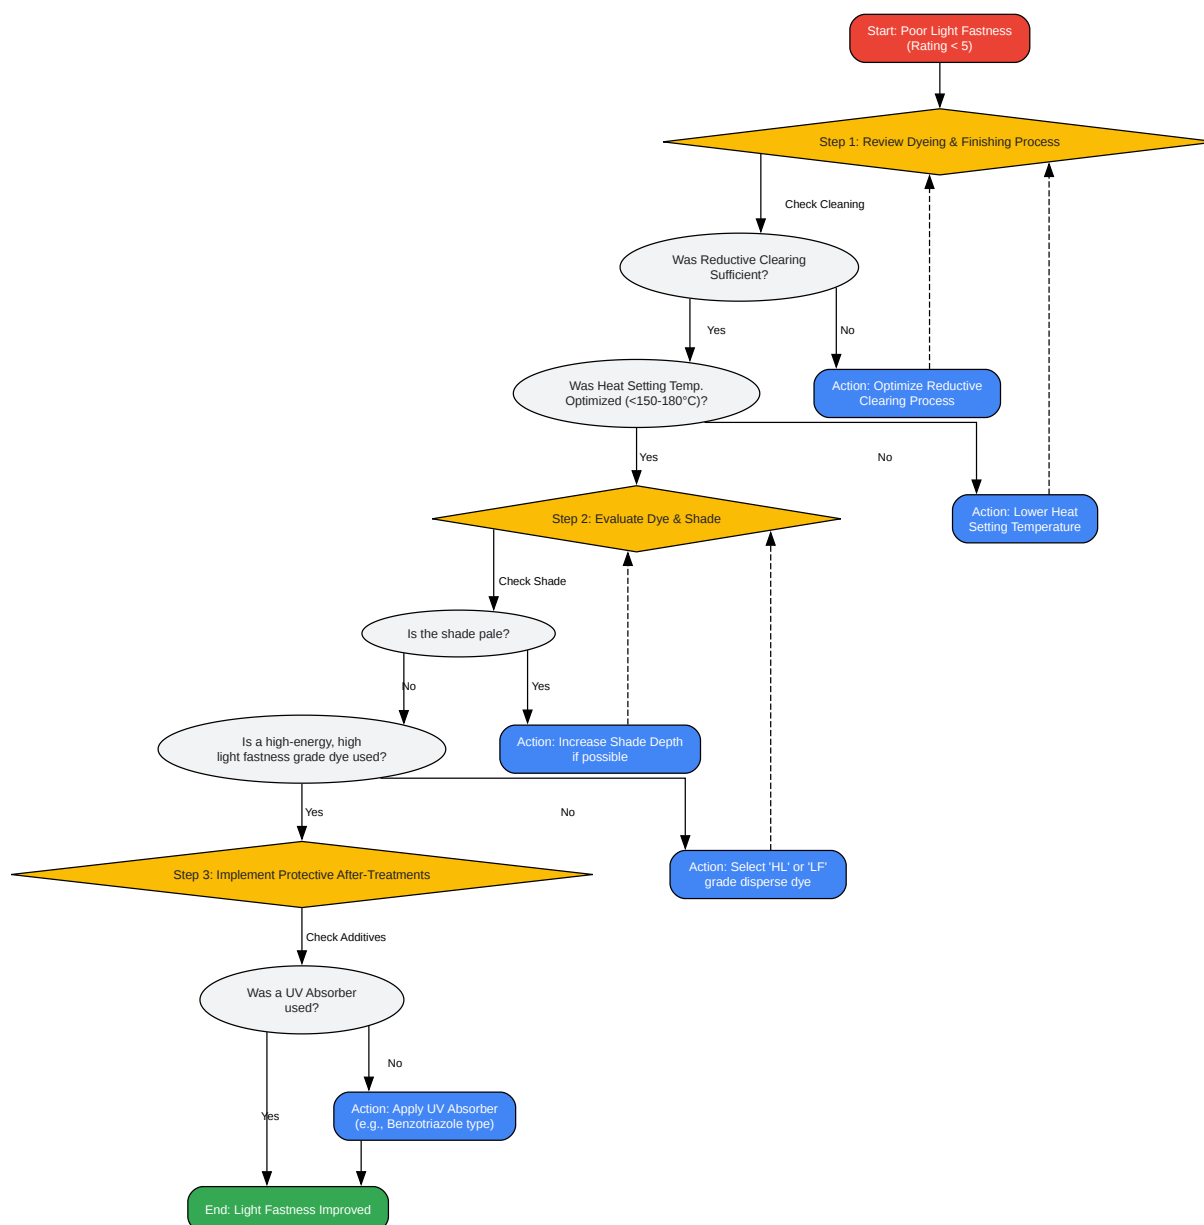 Start: Poor Light Fastness
(Rating < 5)
Step 1: Review Dyeing & Finishing Process
Check Cleaning
Was Reductive Clearing
Sufficient?
Yes
No
Was Heat Setting Temp.
Optimized (<150-180°C)?
Action: Optimize Reductive
Clearing Process
Yes
No
Action: Lower Heat
Setting Temperature
Step 2: Evaluate Dye & Shade
Check Shade
Is the shade pale?
No
Yes
Is a high-energy, high
light fastness grade dye used?
Action: Increase Shade Depth
if possible
Yes
No
Action: Select 'HL' or 'LF'
grade disperse dye
Step 3: Implement Protective After-Treatments
Check Additives
Was a UV Absorber
used?
No
Yes
Action: Apply UV Absorber
(e.g., Benzotriazole type)
End: Light Fastness Improved